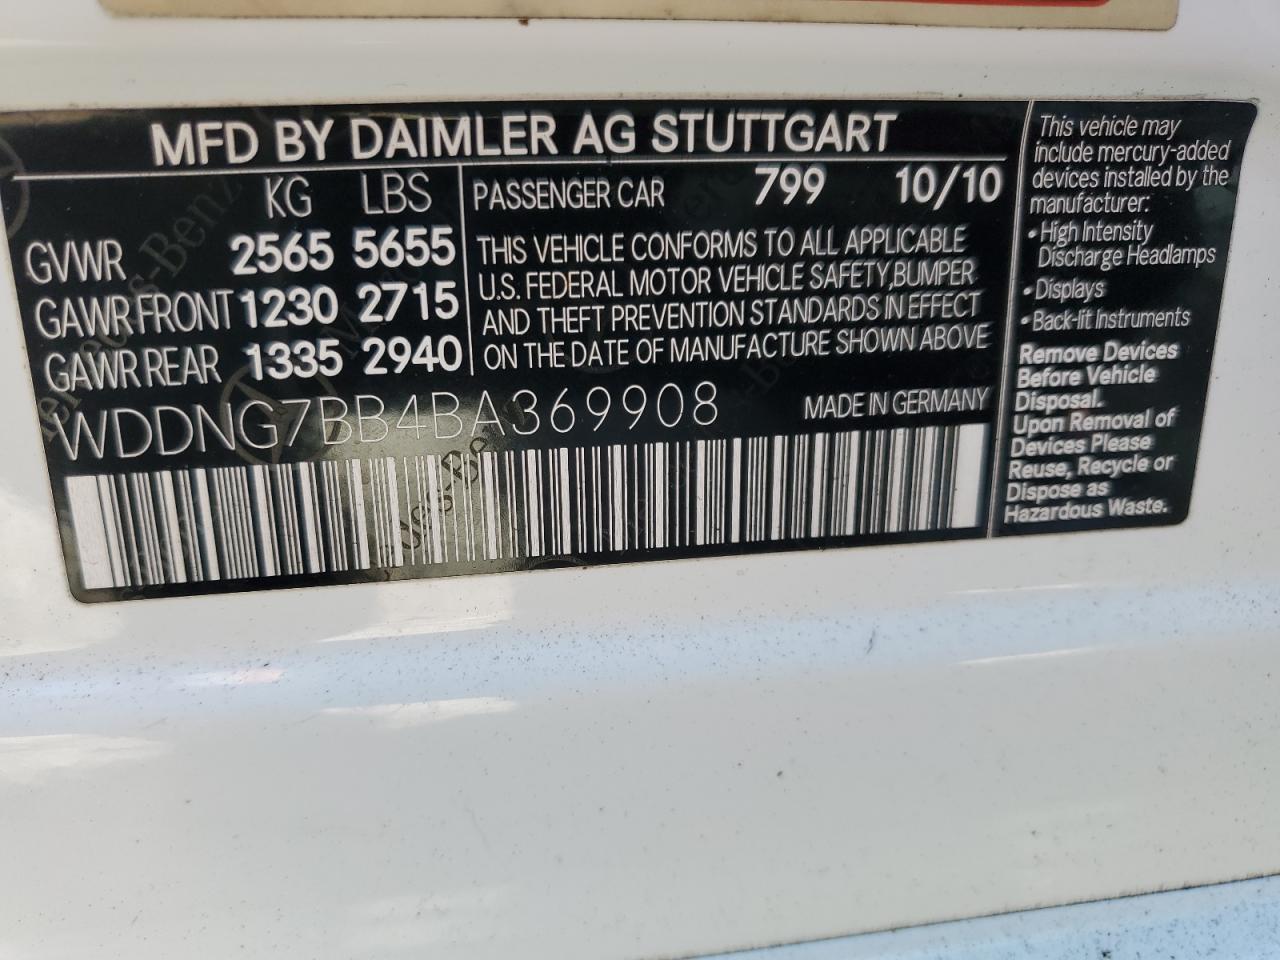 MFD BY DAIMLER AG STUTTGART
KG LBS
GVWR 2565 5655
GAWR FRONT 1230 2715
GAWR REAR 1335 2940
PASSENGER CAR 799 10/10
THIS VEHICLE CONFORMS TO ALL APPLICABLE
U.S. FEDERAL MOTOR VEHICLE SAFETY, BUMPER
AND THEFT PREVENTION STANDARDS IN EFFECT
ON THE DATE OF MANUFACTURE SHOWN ABOVE
WDDNG7BB4BA369908 MADE IN GERMANY
This vehicle may
include mercury-added
devices installed by the
manufacturer:
• High Intensity
Discharge Headlamps
• Displays
• Back-lit Instruments
Remove Devices
Before Vehicle
Disposal.
Upon Removal of
Devices Please
Reuse, Recycle or
Dispose as
Hazardous Waste.